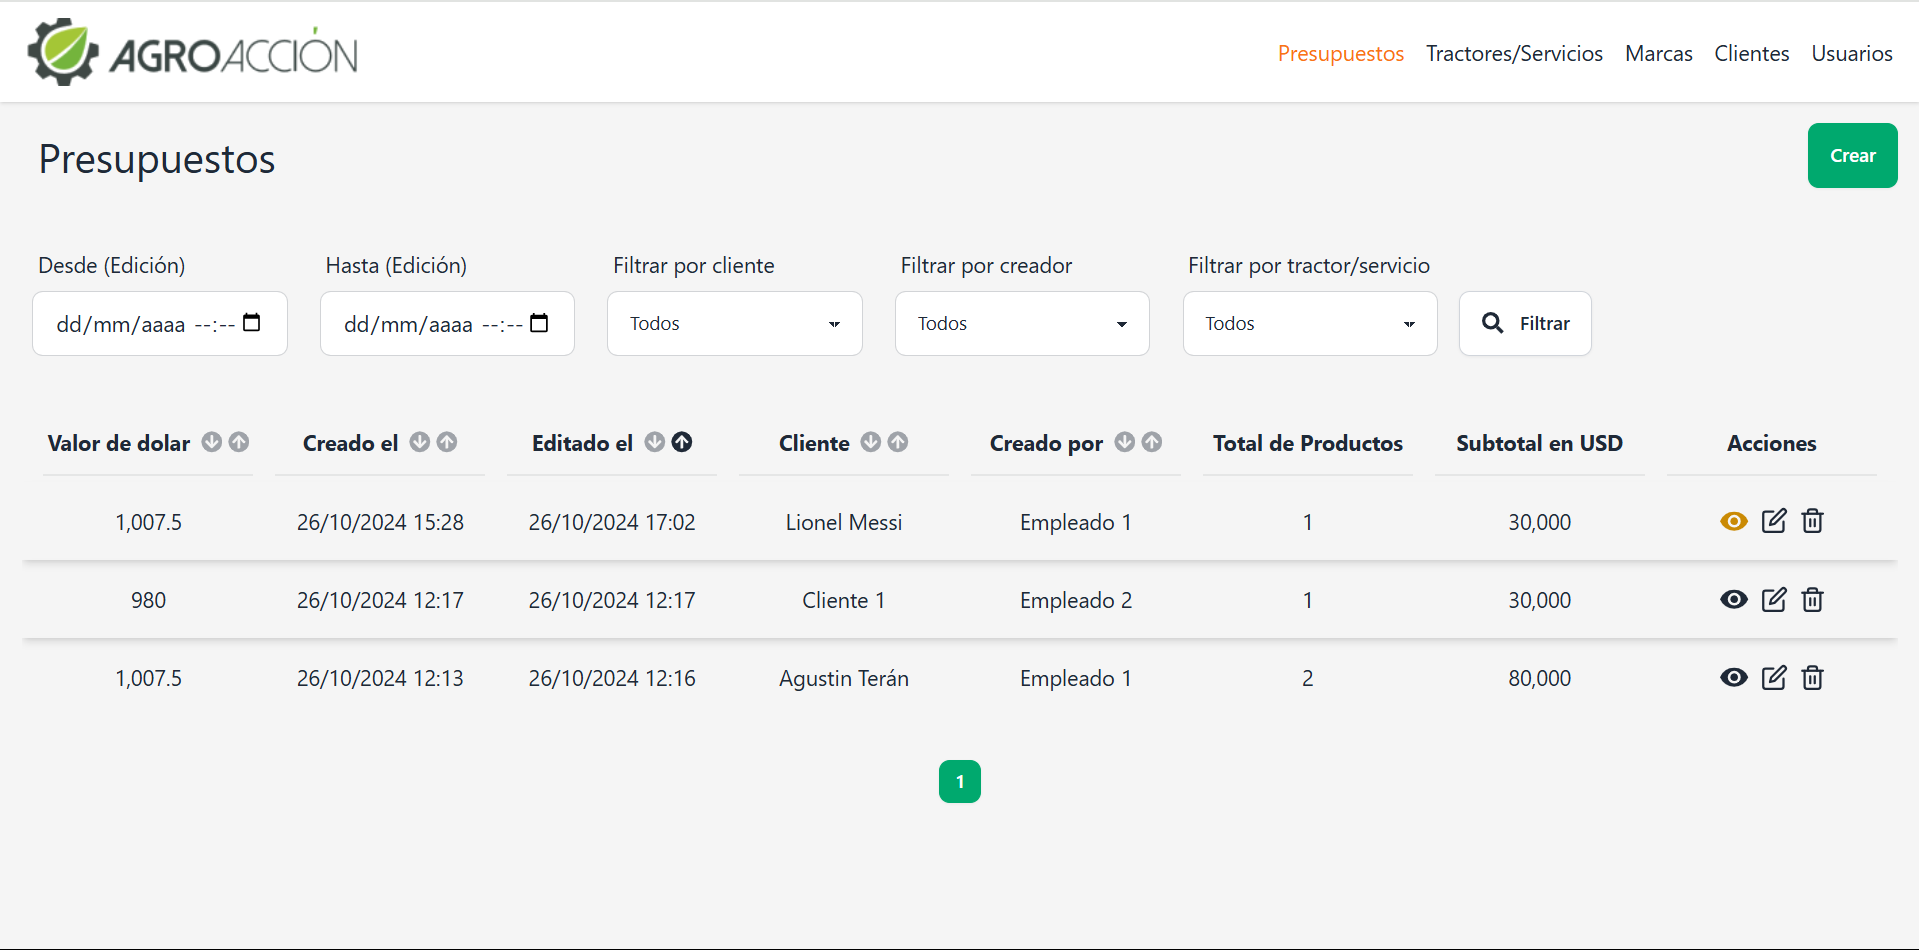 AGROACCIÓN
Presupuestos Tractores/Servicios Marcas Clientes Usuarios
Presupuestos
Crear
Desde (Edición) Hasta (Edición) Filtrar por cliente Filtrar por creador Filtrar por tractor/servicio
dd/mm/aaaa --:-- dd/mm/aaaa --:-- Todos Todos Todos Filtrar
Valor de dolar Creado el Editado el Cliente Creado por Total de Productos Subtotal en USD Acciones
1,007.5 26/10/2024 15:28 26/10/2024 17:02 Lionel Messi Empleado 1 1 30,000
980 26/10/2024 12:17 26/10/2024 12:17 Cliente 1 Empleado 2 1 30,000
1,007.5 26/10/2024 12:13 26/10/2024 12:16 Agustin Terán Empleado 1 2 80,000
1